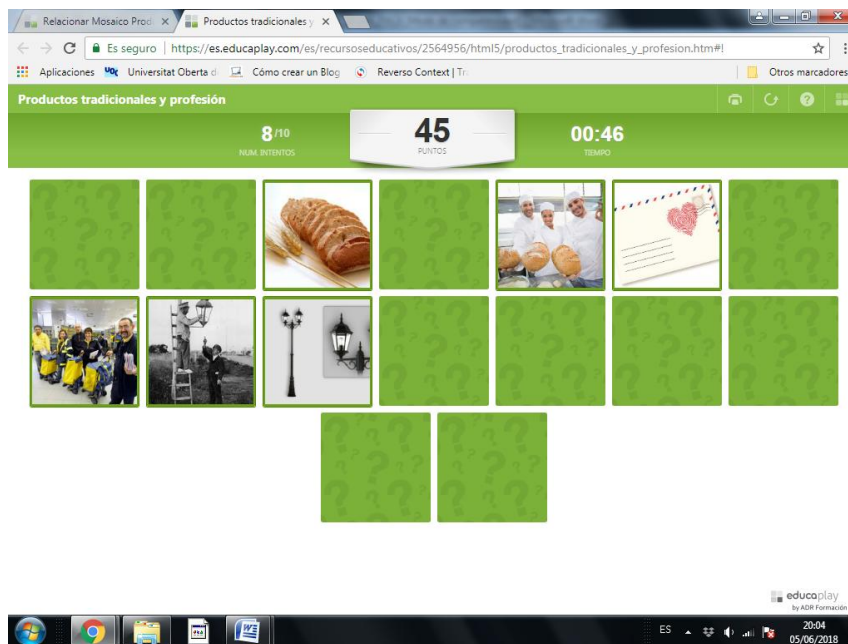 Relacionar Mosaico Prod
Productos tradicionales y
Es seguro
https://es.educaplay.com/es/recursoseducativos/2564956/html5/productos_tradicionales_y_profesion.htm#!
Aplicaciones
Universitat Oberta d
Cómo crear un Blog
Reverso Context | Tr
Otros marcadores
Productos tradicionales y profesión
8/10
NUM. INTENTOS
45
PUNTOS
00:46
TIEMPO
educaplay
by ADR Formación
ES
20:04
05/06/2018